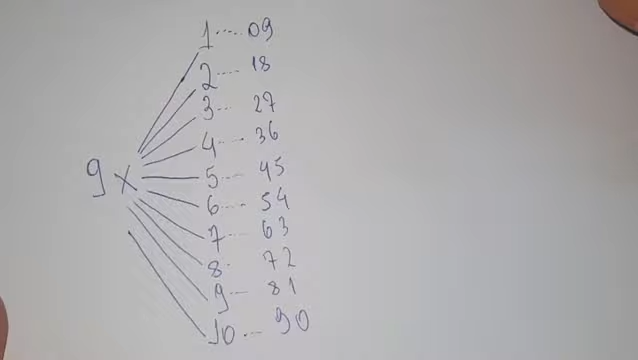 1 ..... 09
2 .... 18
3 ... 27
4 ..... 36
9 x 5 .... 45
6 .... 54
7 .... 63
8 . 72
9 ... 81
10 ... 90